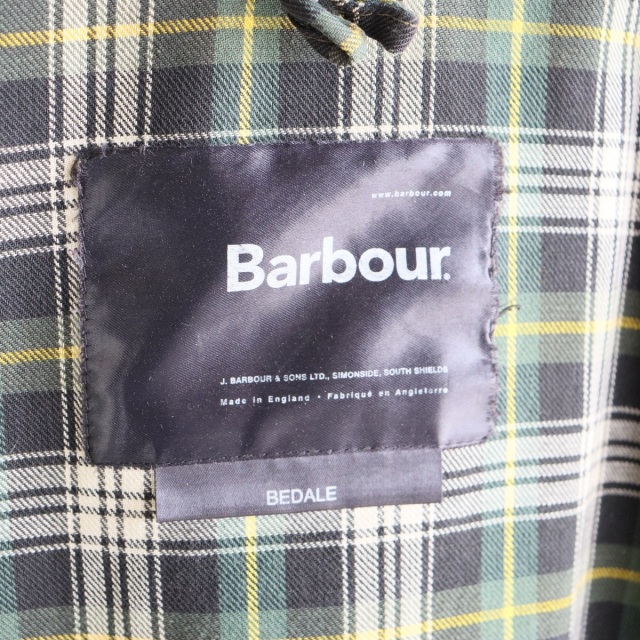 www.barbour.com
Barbour.
J. BARBOUR & SONS LTD., SIMONSIDE, SOUTH SHIELDS
Made in England • Fabriqué en Angleterre
BEDALE